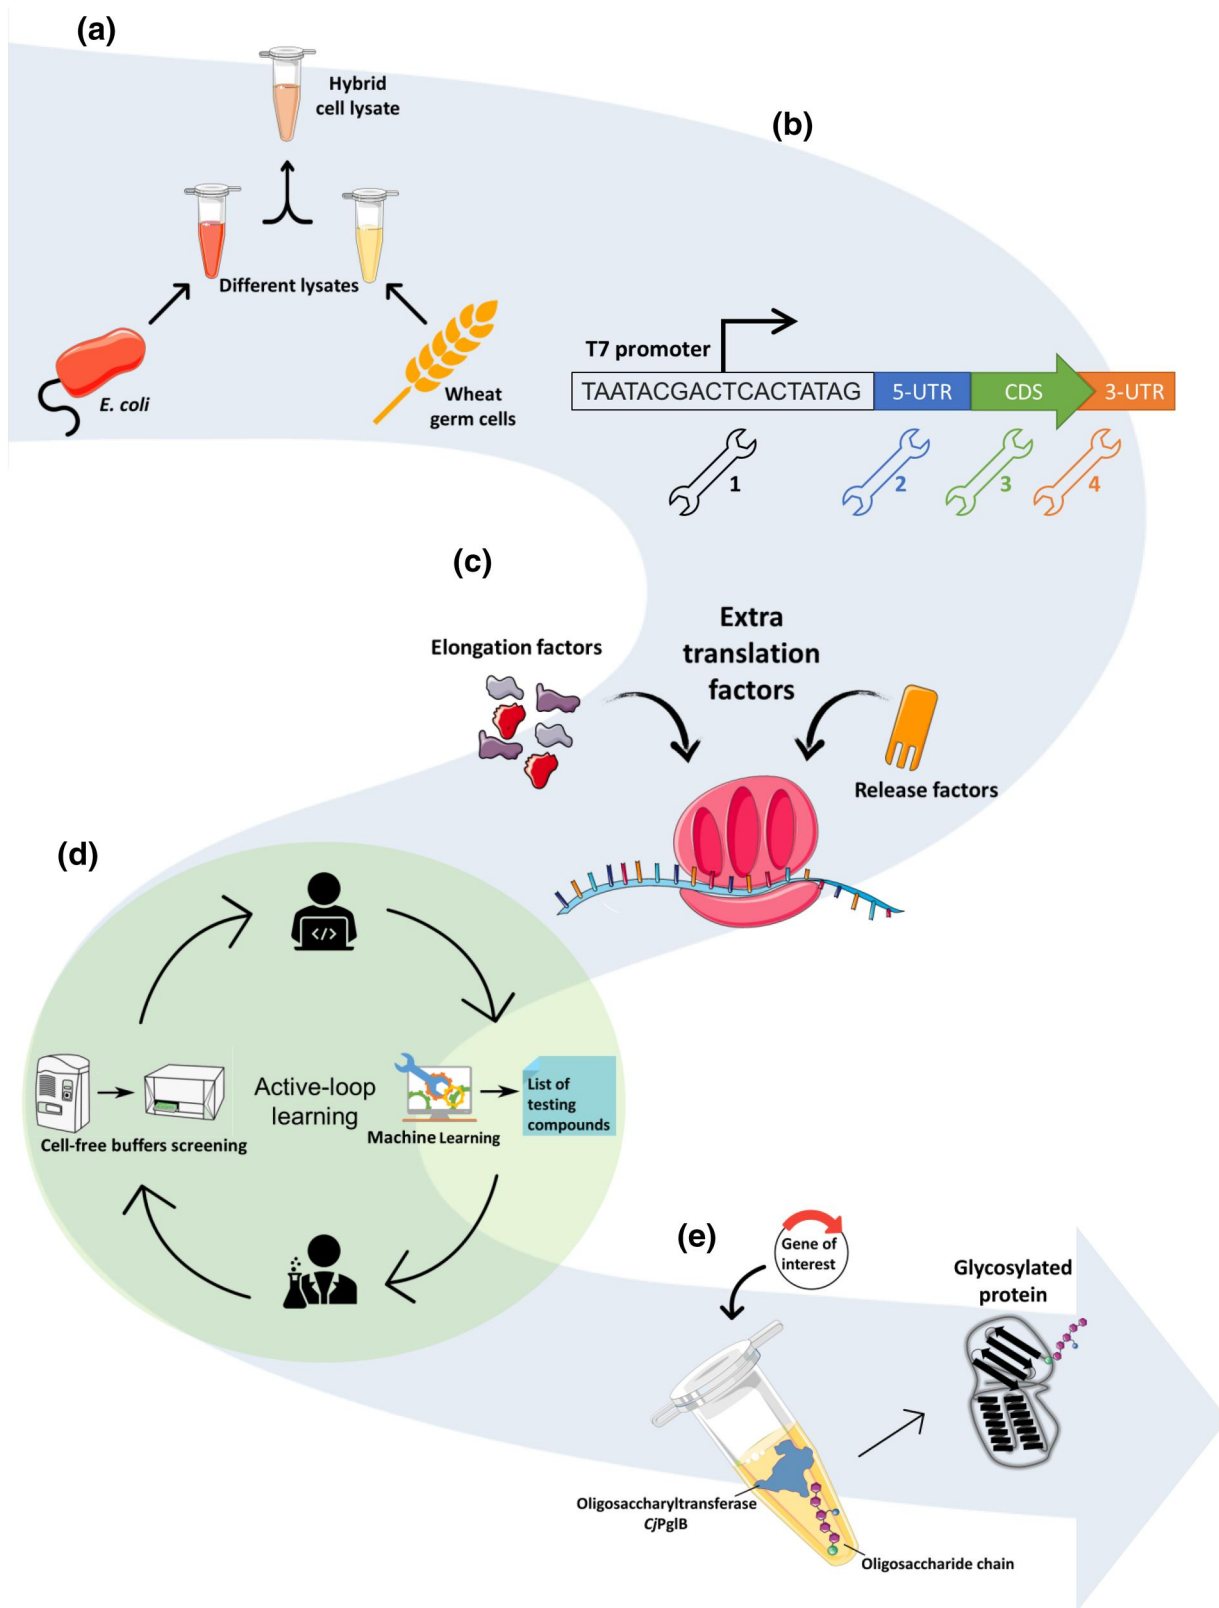 (a)
Hybrid
cell lysate
Different lysates
E. coli
Wheat
germ cells
(b)
T7 promoter
TAATACGACTCACTATAG
5-UTR
CDS
3-UTR
1
2
3
4
(c)
Elongation factors
Extra
translation
factors
Release factors
(d)
</>
Active-loop
learning
Cell-free buffers screening
Machine Learning
List of
testing
compounds
(e)
Gene of
interest
Glycosylated
protein
Oligosaccharyltransferase
CjPglB
Oligosaccharide chain